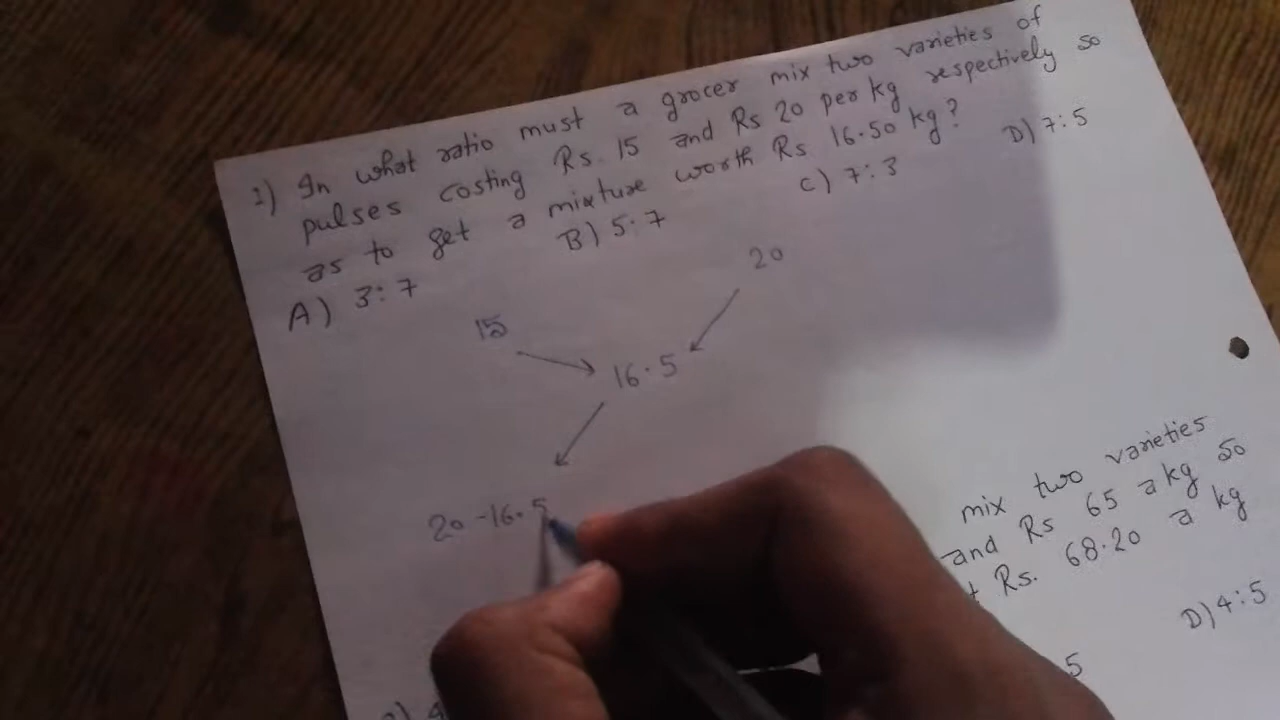 1) In what ratio must a grocer mix two varieties of
pulses costing Rs. 15 and Rs 20 per kg respectively so
as to get a mixture worth Rs 16.50 kg?
A) 3:7 B) 5:7 C) 7:3 D) 7:5
15 20
16.5
20 - 16.5
mix two varieties
and Rs 65 a kg so
Rs. 68.20 a kg
D) 4:5
5